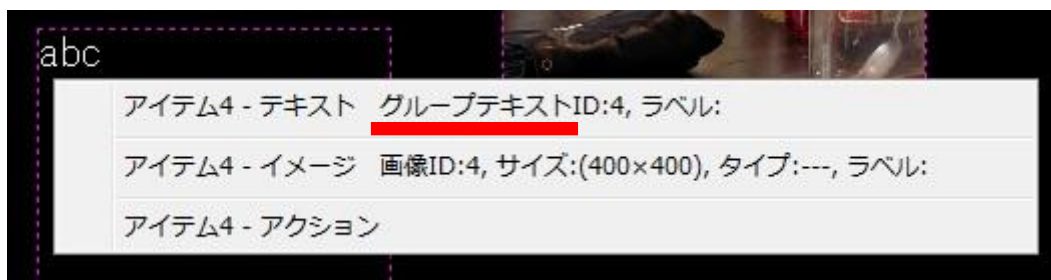 abc
アイテム4 - テキスト グループテキストID:4, ラベル:
アイテム4 - イメージ 画像ID:4, サイズ:(400×400), タイプ:---, ラベル:
アイテム4 - アクション